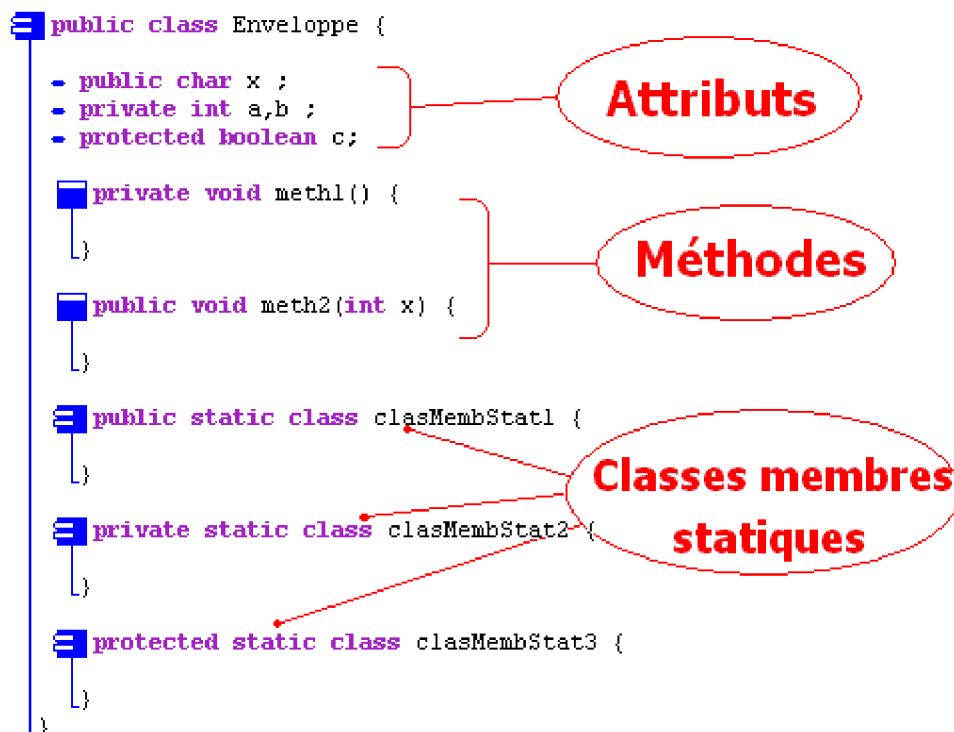 public class Enveloppe {
public char x ;
private int a,b ;
protected boolean c;
Attributs
private void meth1() {
}
Méthodes
public void meth2(int x) {
}
public static class clasMembStat1 {
}
Classes membres
statiques
private static class clasMembStat2 {
}
protected static class clasMembStat3 {
}
}